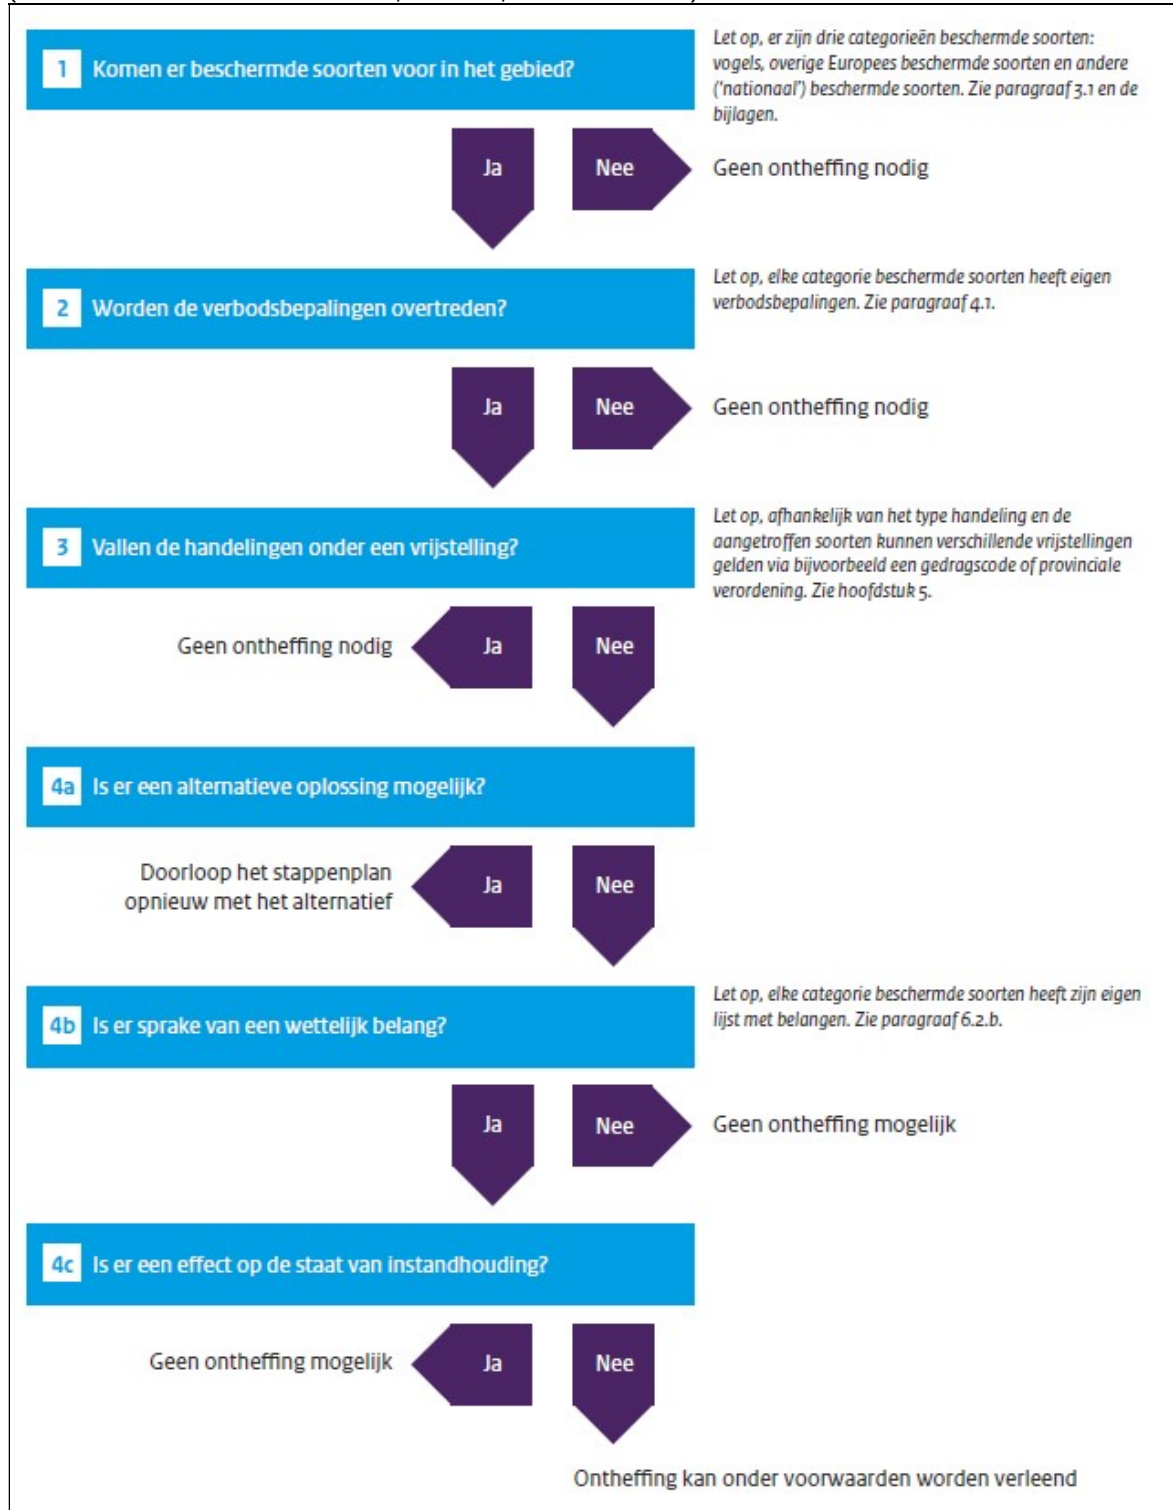 1 Komen er beschermde soorten voor in het gebied?
Let op, er zijn drie categorieën beschermde soorten:
vogels, overige Europees beschermde soorten en andere
('nationaal') beschermde soorten. Zie paragraaf 3.1 en de
bijlagen.
Ja
Nee
Geen ontheffing nodig
2 Worden de verbodsbepalingen overtreden?
Let op, elke categorie beschermde soorten heeft eigen
verbodsbepalingen. Zie paragraaf 4.1.
Ja
Nee
Geen ontheffing nodig
3 Vallen de handelingen onder een vrijstelling?
Let op, afhankelijk van het type handeling en de
aangetroffen soorten kunnen verschillende vrijstellingen
gelden via bijvoorbeeld een gedragscode of provinciale
verordening. Zie hoofdstuk 5.
Geen ontheffing nodig
Ja
Nee
4a Is er een alternatieve oplossing mogelijk?
Doorloop het stappenplan
opnieuw met het alternatief
Ja
Nee
4b Is er sprake van een wettelijk belang?
Let op, elke categorie beschermde soorten heeft zijn eigen
lijst met belangen. Zie paragraaf 6.2.b.
Ja
Nee
Geen ontheffing mogelijk
4c Is er een effect op de staat van instandhouding?
Geen ontheffing mogelijk
Ja
Nee
Ontheffing kan onder voorwaarden worden verleend